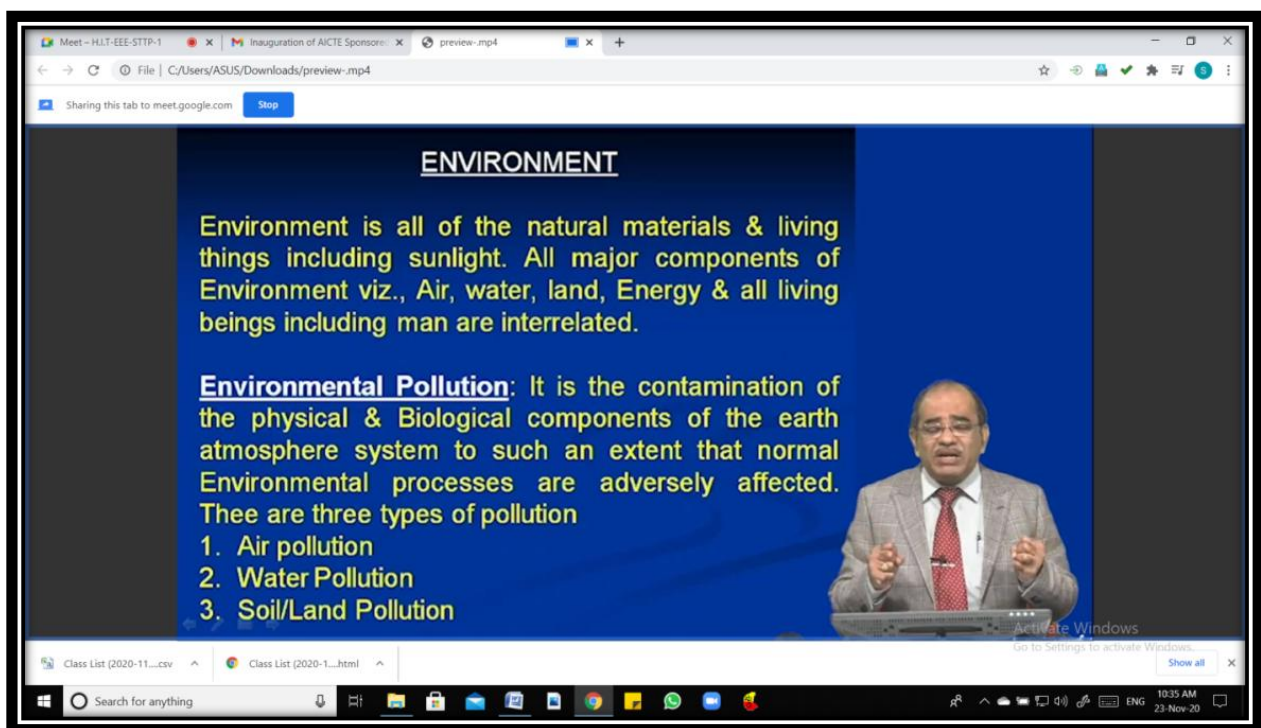 Meet – H.I.T-EEE-STTP-1
Inauguration of AICTE Sponsored
preview-.mp4
File | C:/Users/ASUS/Downloads/preview-.mp4
S
Sharing this tab to meet.google.com
Stop
ENVIRONMENT
Environment is all of the natural materials & living
things including sunlight. All major components of
Environment viz., Air, water, land, Energy & all living
beings including man are interrelated.
Environmental Pollution: It is the contamination of
the physical & Biological components of the earth
atmosphere system to such an extent that normal
Environmental processes are adversely affected.
Thee are three types of pollution
1. Air pollution
2. Water Pollution
3. Soil/Land Pollution
Activate Windows
Go to Settings to activate Windows.
Class List (2020-11....csv
Class List (2020-1....html
Show all
Search for anything
ENG
10:35 AM
23-Nov-20